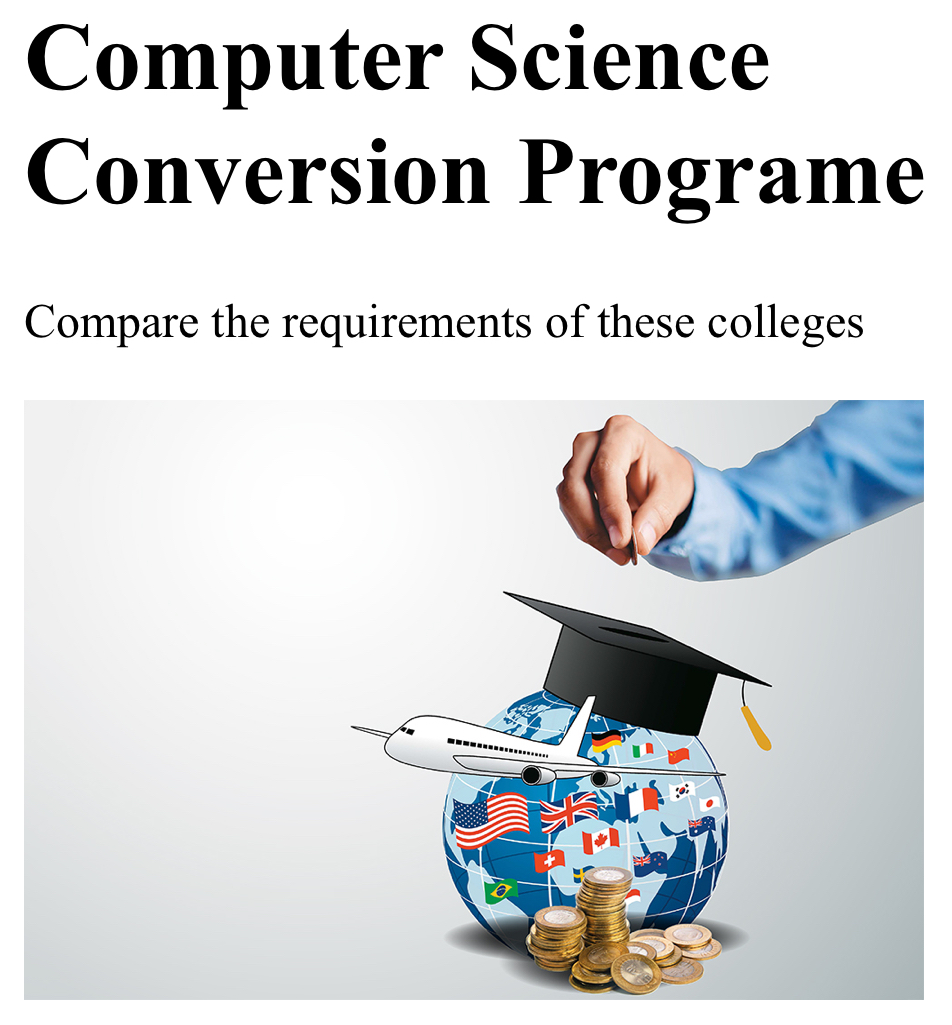 Computer Science
Conversion Programe
Compare the requirements of these colleges